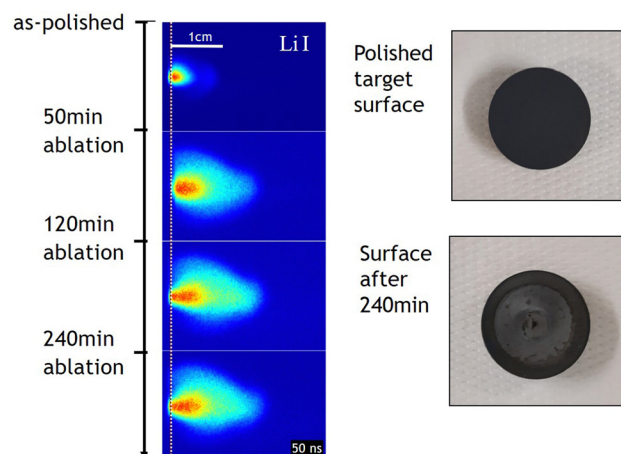 as-polished
1cm
Li I
50min
ablation
120min
ablation
240min
ablation
50 ns
Polished
target
surface
Surface
after
240min